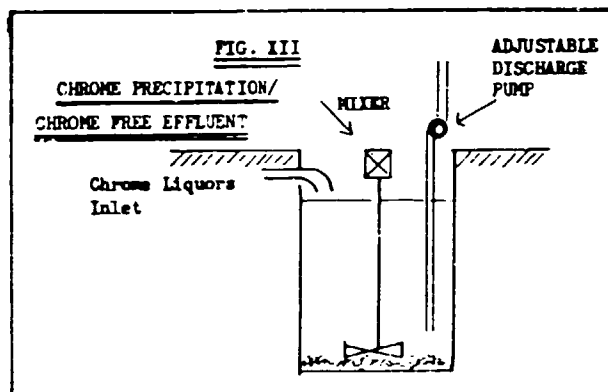 FIG. XII
CHROME PRECIPITATION/
CHROME FREE EFFLUENT
MIXER
ADJUSTABLE
DISCHARGE
PUMP
Chrome Liquors
Inlet